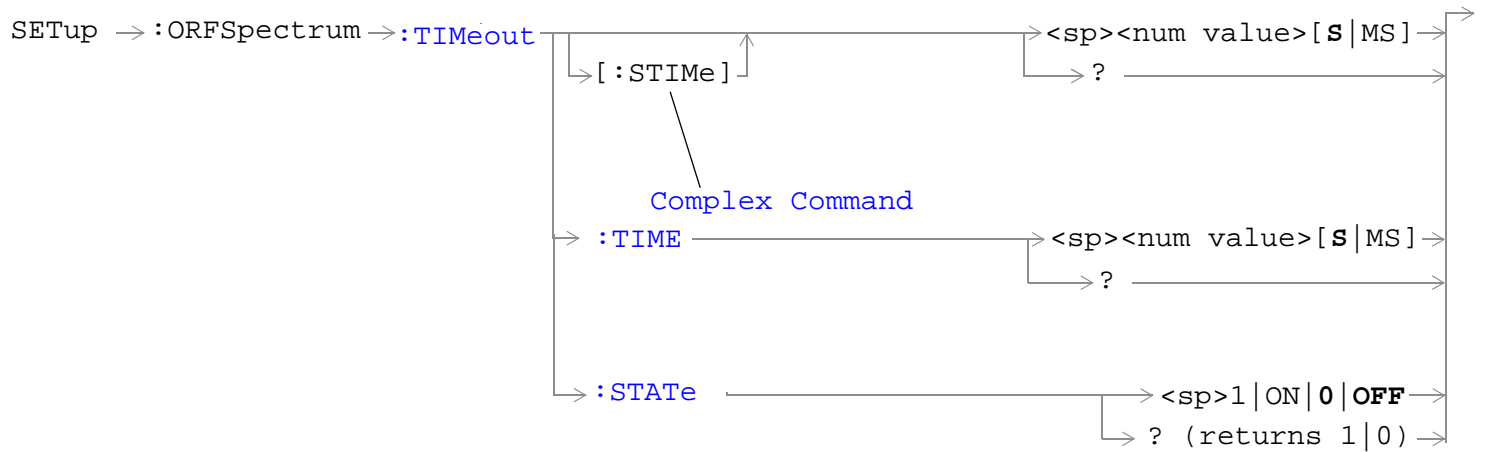 SETup :ORFSpectrum :TIMeout <sp><num value>[S|MS]
[:STIMe] ?
Complex Command
:TIME <sp><num value>[S|MS]
?
:STATe <sp>1|ON|0|OFF
? (returns 1|0)